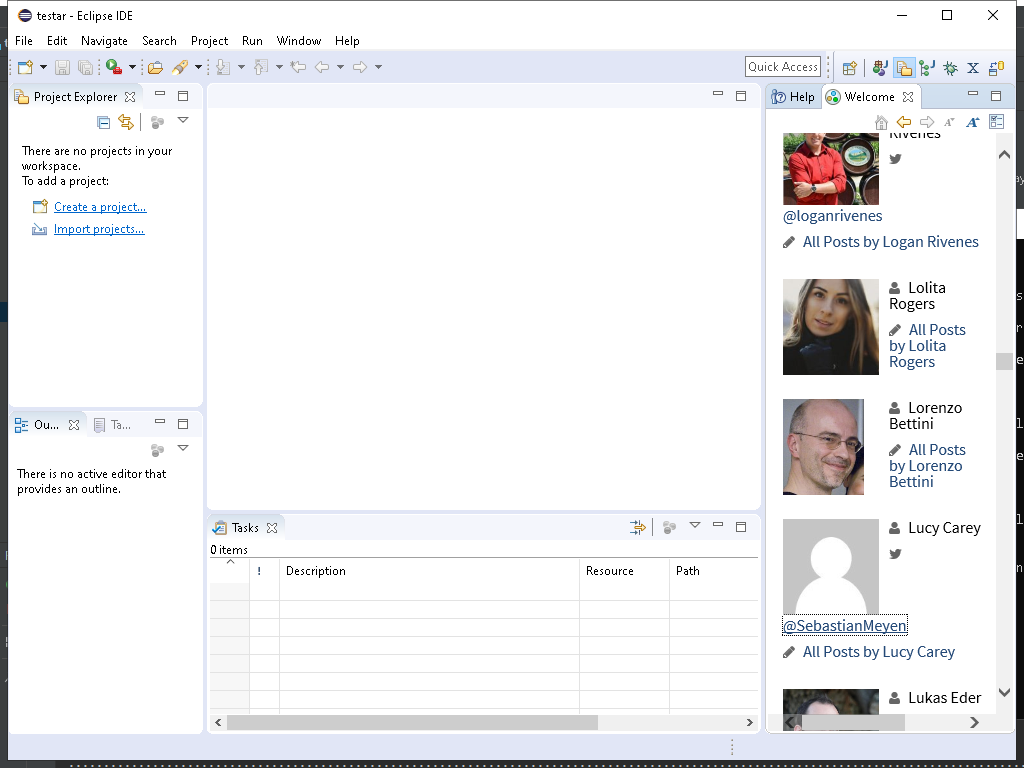 testar - Eclipse IDE
File Edit Navigate Search Project Run Window Help
Quick Access
Project Explorer
There are no projects in your
workspace.
To add a project:
Create a project...
Import projects...
Ou...
Ta...
There is no active editor that
provides an outline.
Tasks
0 items
! Description Resource Path
Help
Welcome
Rivenes
@loganrivenes
All Posts by Logan Rivenes
Lolita
Rogers
All Posts
by Lolita
Rogers
Lorenzo
Bettini
All Posts
by Lorenzo
Bettini
Lucy Carey
@SebastianMeyen
All Posts by Lucy Carey
Lukas Eder